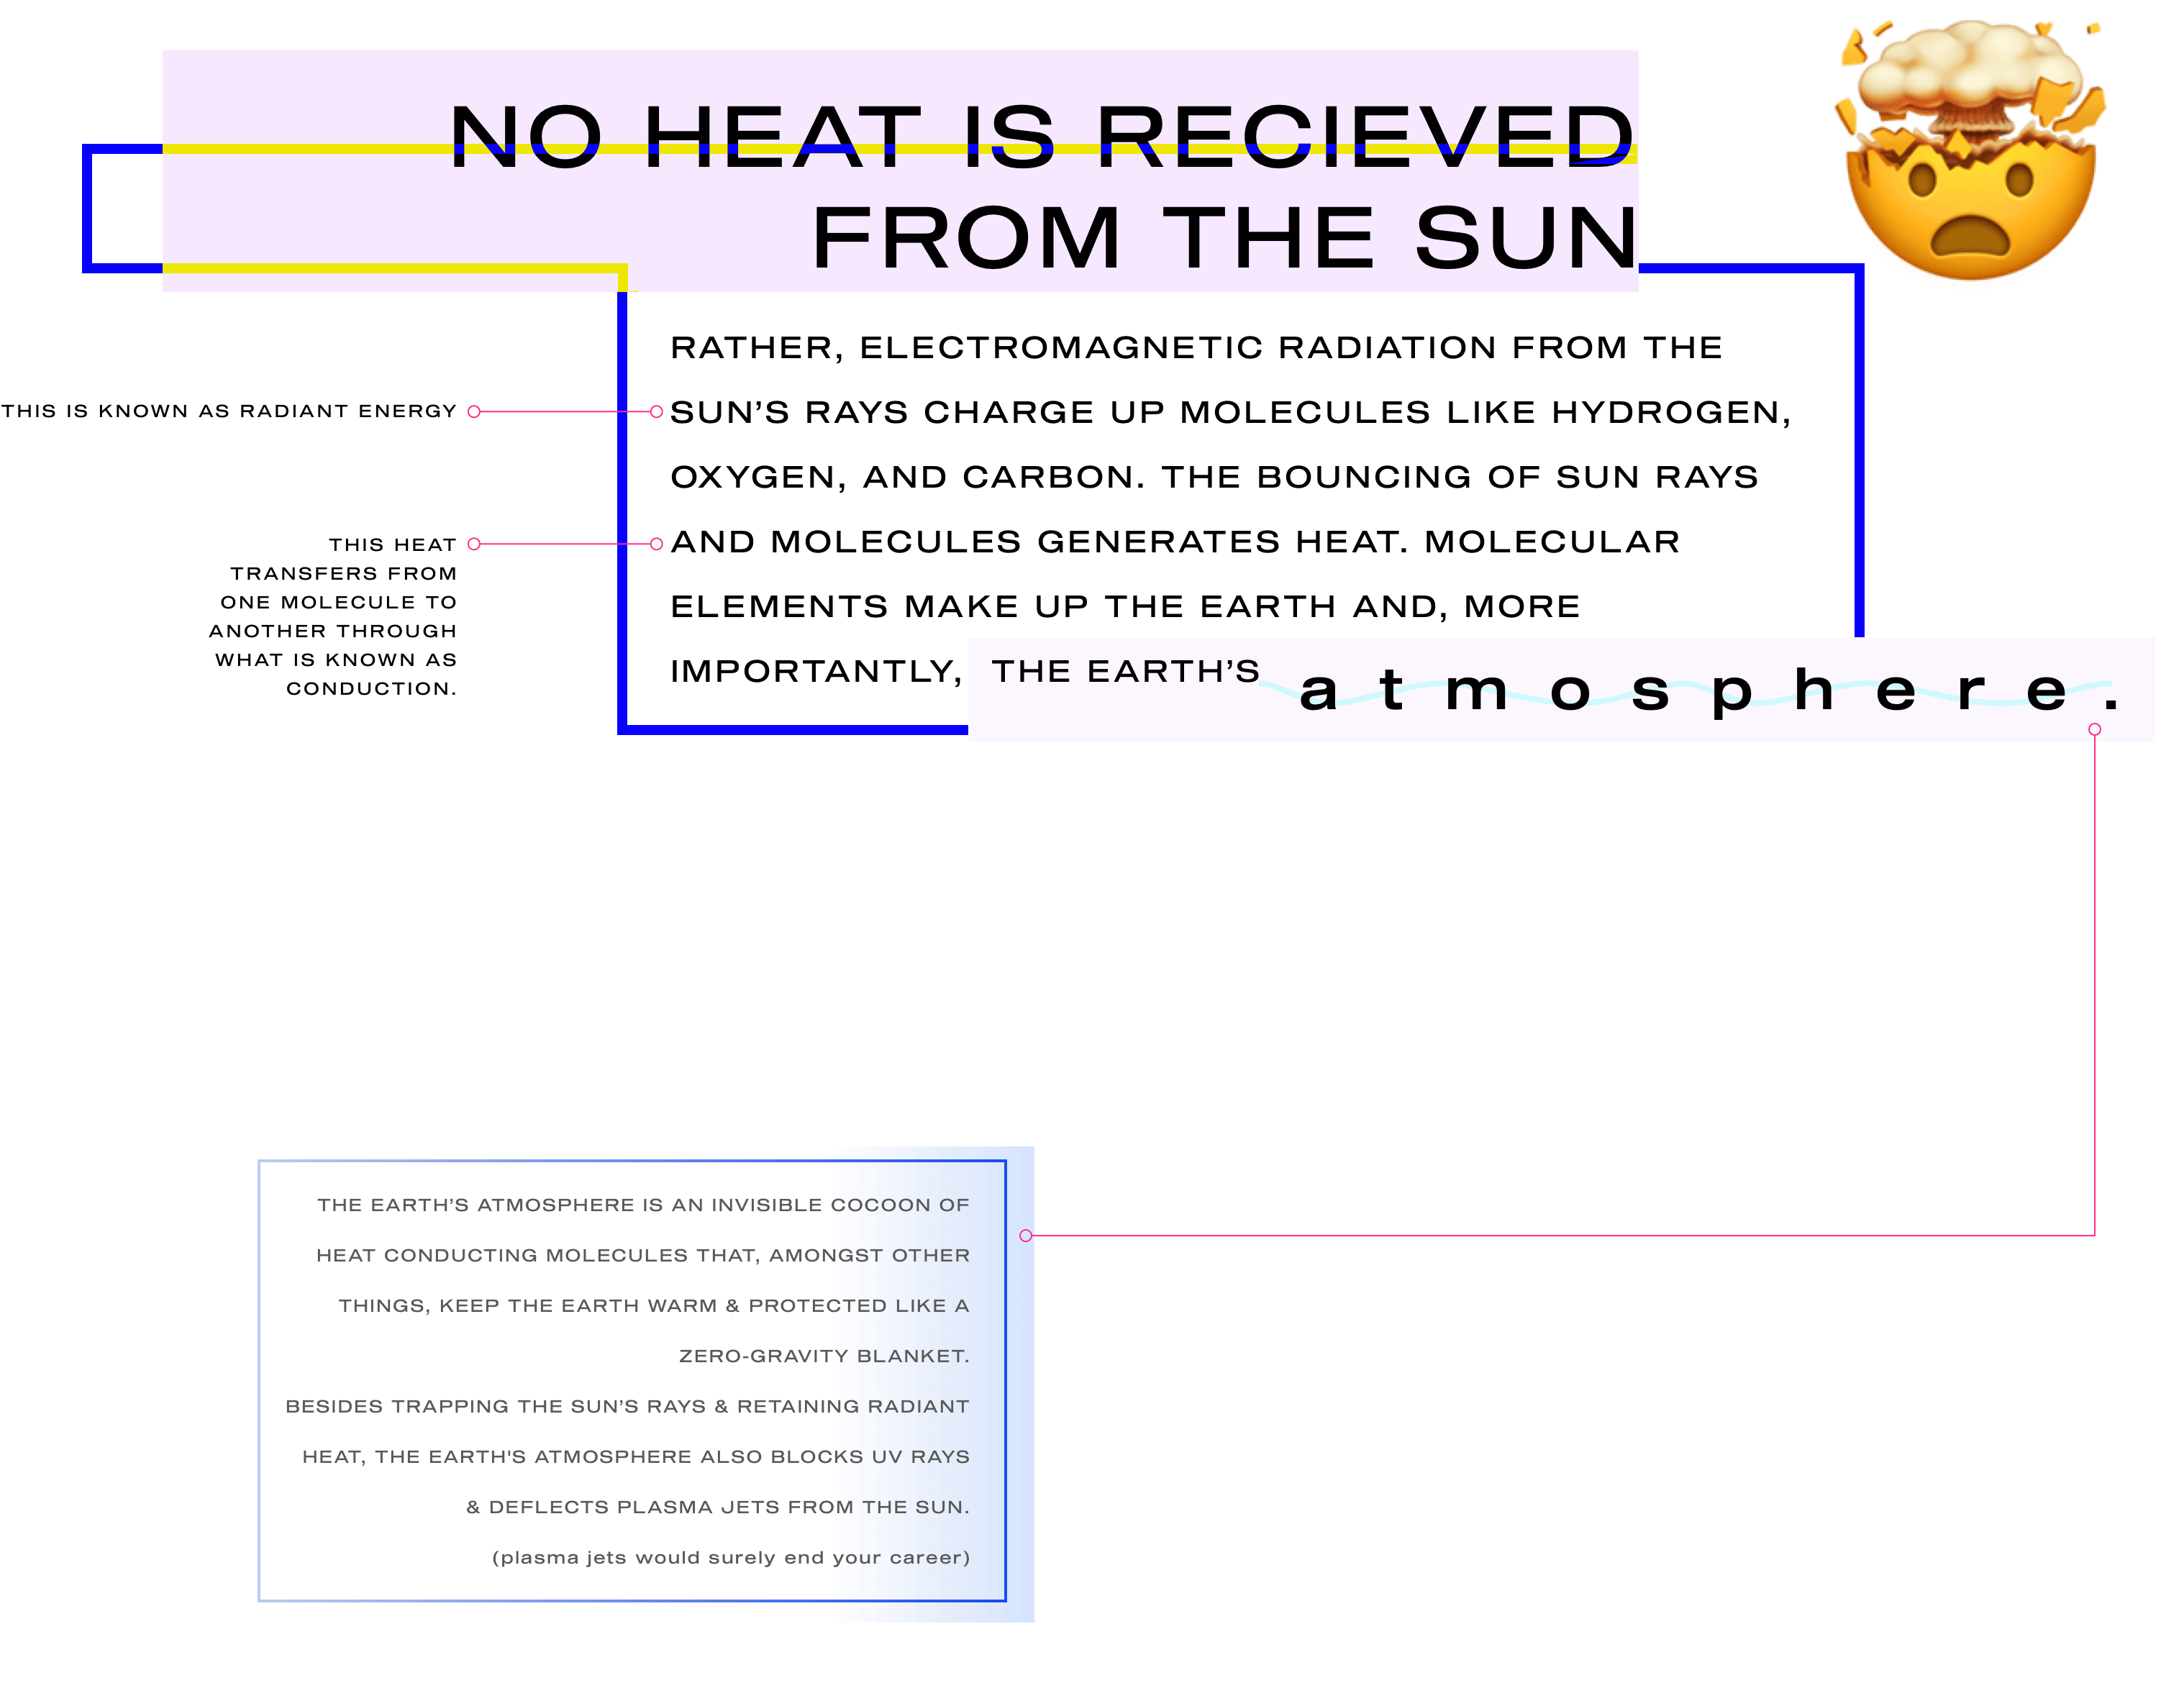 NO HEAT IS RECIEVED
FROM THE SUN
RATHER, ELECTROMAGNETIC RADIATION FROM THE
SUN’S RAYS CHARGE UP MOLECULES LIKE HYDROGEN,
OXYGEN, AND CARBON. THE BOUNCING OF SUN RAYS
AND MOLECULES GENERATES HEAT. MOLECULAR
ELEMENTS MAKE UP THE EARTH AND, MORE
IMPORTANTLY, THE EARTH’S atmosphere.
THIS IS KNOWN AS RADIANT ENERGY
THIS HEAT
TRANSFERS FROM
ONE MOLECULE TO
ANOTHER THROUGH
WHAT IS KNOWN AS
CONDUCTION.
THE EARTH’S ATMOSPHERE IS AN INVISIBLE COCOON OF
HEAT CONDUCTING MOLECULES THAT, AMONGST OTHER
THINGS, KEEP THE EARTH WARM & PROTECTED LIKE A
ZERO-GRAVITY BLANKET.
BESIDES TRAPPING THE SUN’S RAYS & RETAINING RADIANT
HEAT, THE EARTH'S ATMOSPHERE ALSO BLOCKS UV RAYS
& DEFLECTS PLASMA JETS FROM THE SUN.
(plasma jets would surely end your career)